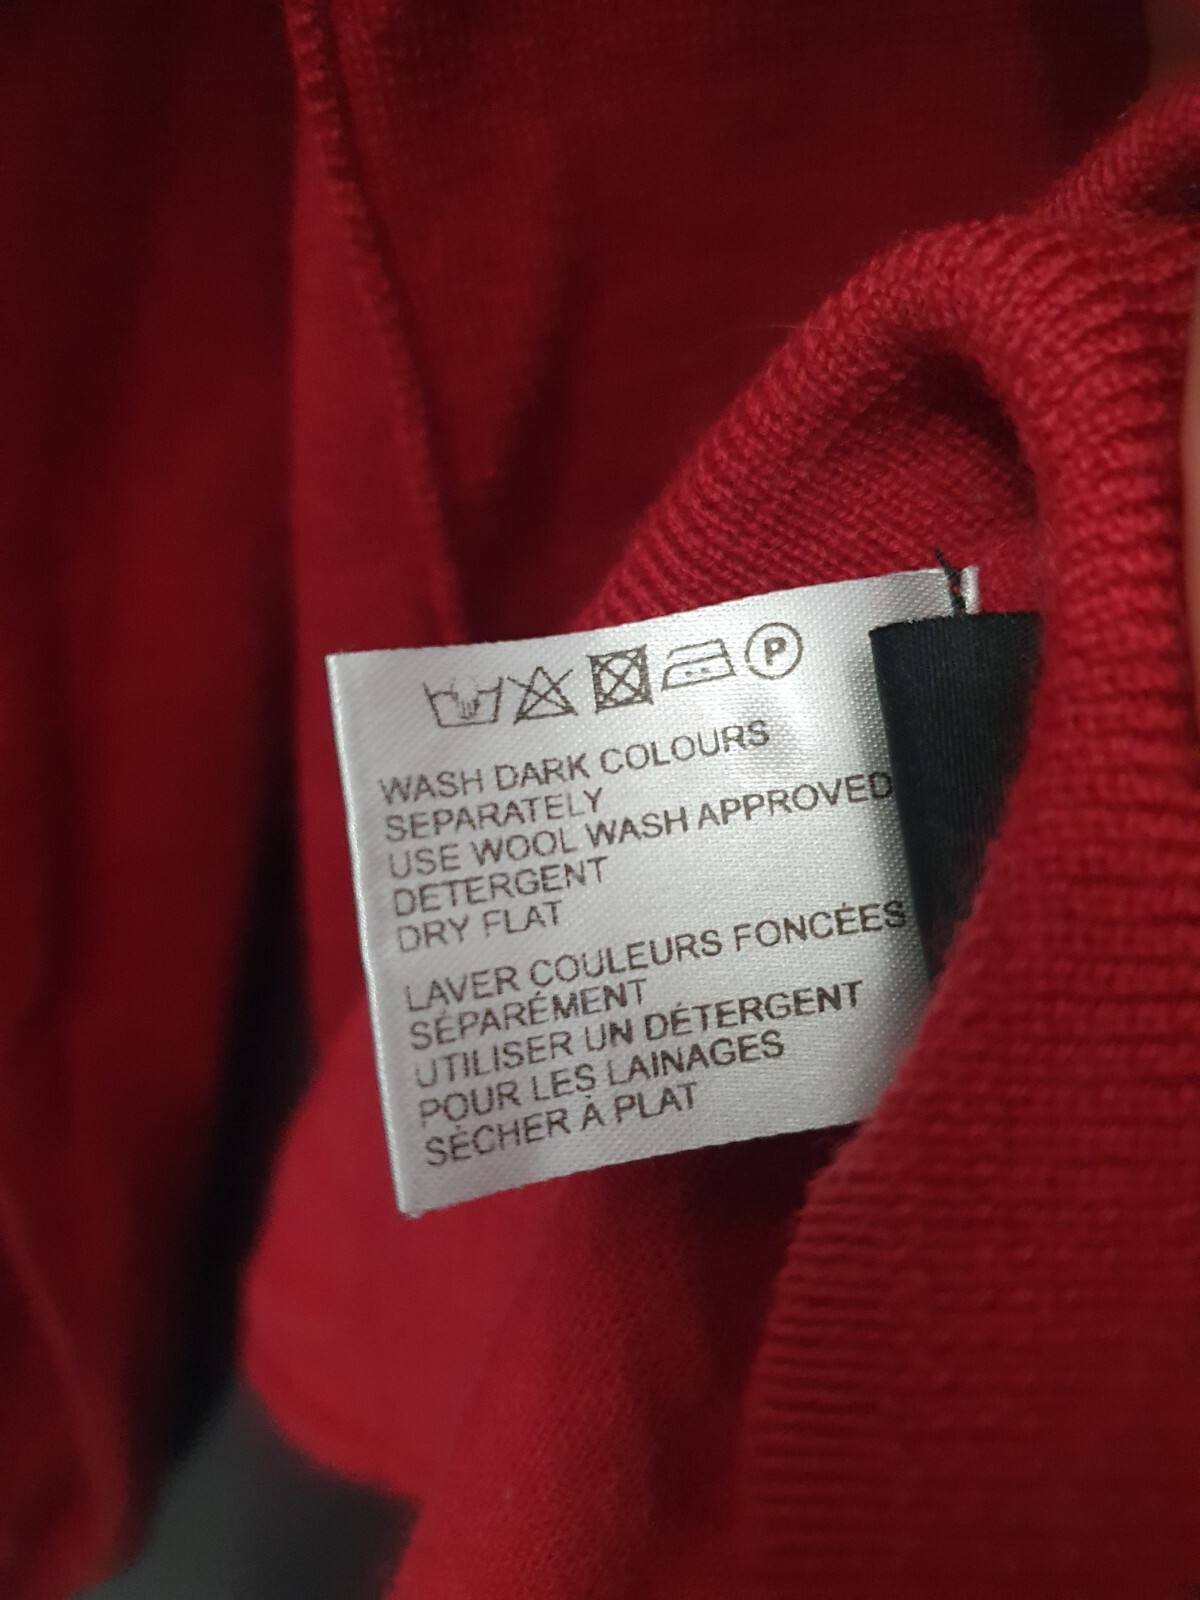 P
WASH DARK COLOURS
SEPARATELY
USE WOOL WASH APPROVED
DETERGENT
DRY FLAT
LAVER COULEURS FONCÉES
SÉPARÉMENT
UTILISER UN DÉTERGENT
POUR LES LAINAGES
SÉCHER À PLAT